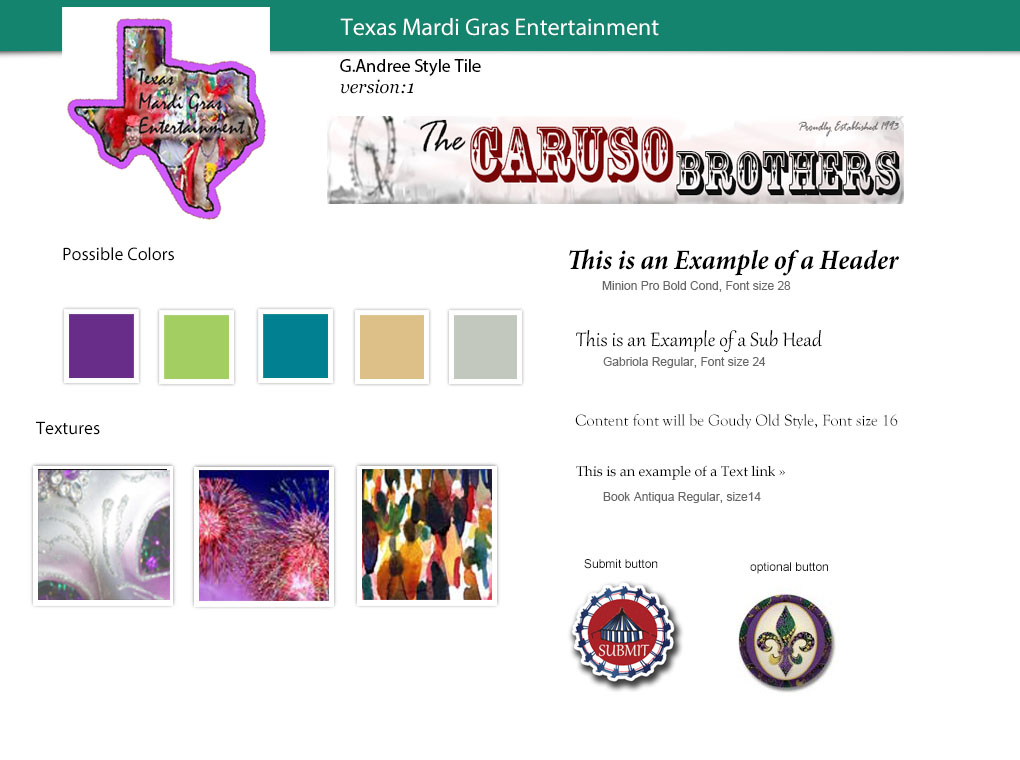 Texas Mardi Gras Entertainment
Texas
Mardi Gras
Entertainment
G.Andree Style Tile
version:1
The CARUSO BROTHERS
Proudly Established 1993
Possible Colors
This is an Example of a Header
Minion Pro Bold Cond, Font size 28
This is an Example of a Sub Head
Gabriola Regular, Font size 24
Textures
Content font will be Goudy Old Style, Font size 16
This is an example of a Text link »
Book Antiqua Regular, size14
Submit button
optional button
SUBMIT